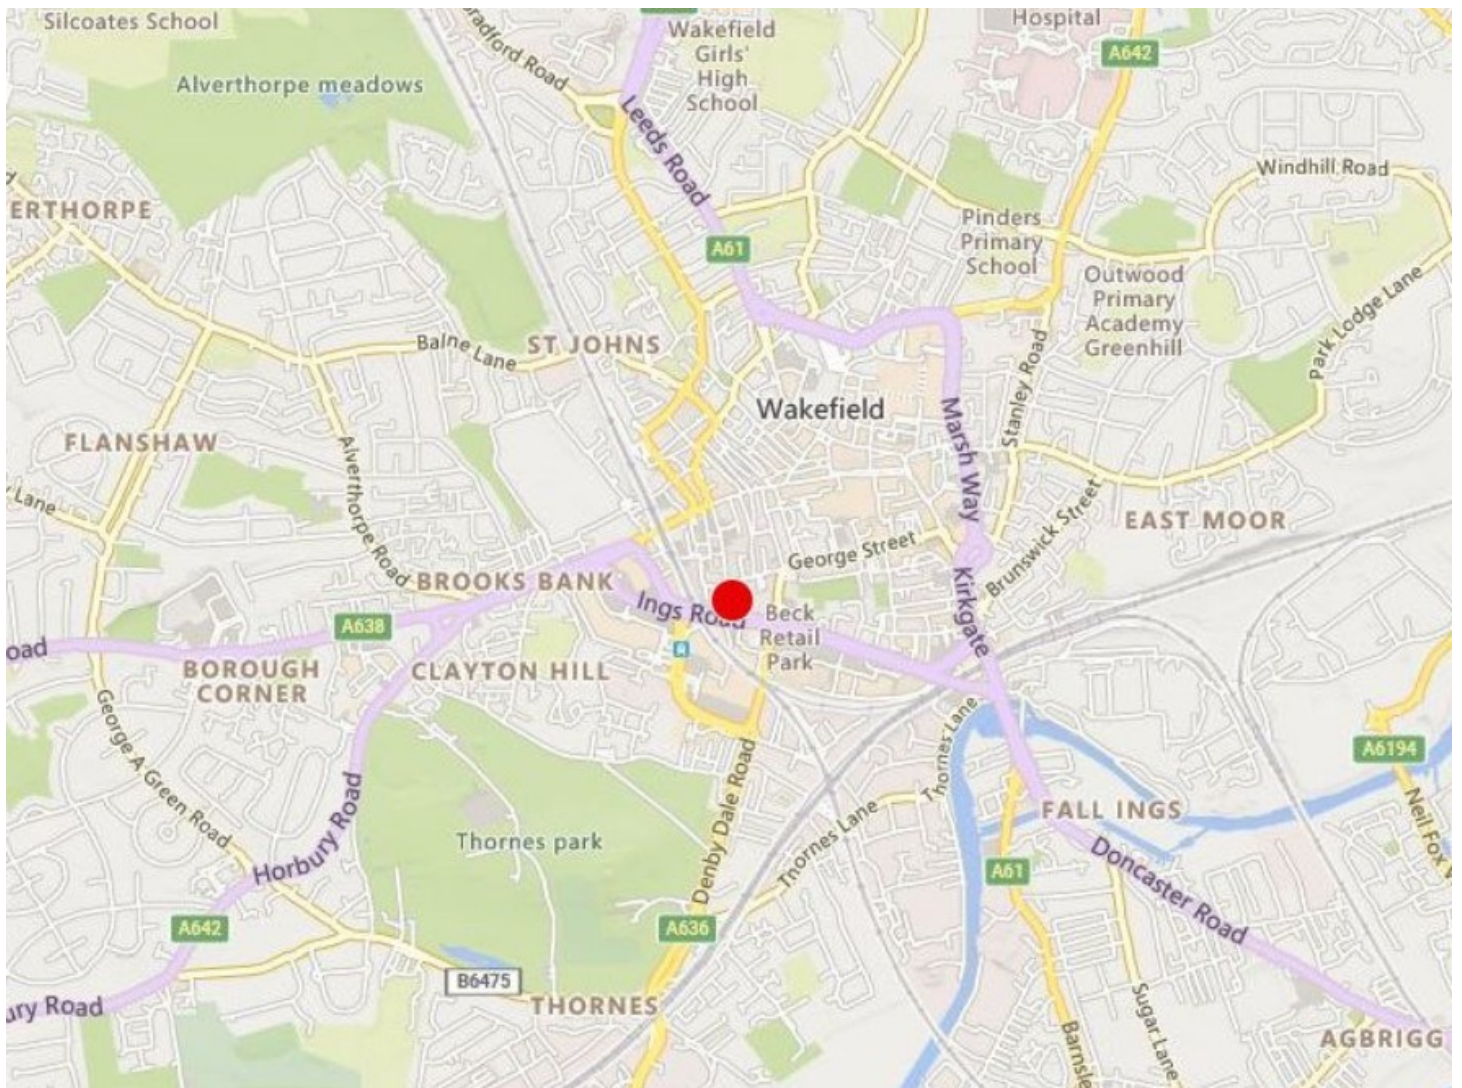 Silcoates School
Bradford Road
Wakefield
Girls'
High
School
Hospital
A642
Alverthorpe meadows
Leeds Road
Windhill Road
ERTHORPE
Pinders
Primary
School
A61
Outwood
Primary
Academy
Greenhill
Park Lodge Lane
Balne Lane
ST JOHNS
Stanley Road
Wakefield
FLANSHAW
Alverthorpe Road
Marsh Way
Lane
EAST MOOR
George Street
Brunswick Street
BROOKS BANK
Kirkgate
Ings Road
Beck
Retail
Park
A638
oad
BOROUGH
CORNER
CLAYTON HILL
George A Green Road
Thornes Lane
A6194
Horbury Road
Denby Dale Road
Thornes park
Thornes Lane
FALL INGS
Neil Fox W
A61
Doncaster Road
A642
A636
B6475
THORNES
ury Road
Sugar Lane
Barnsle
AGBRIGG